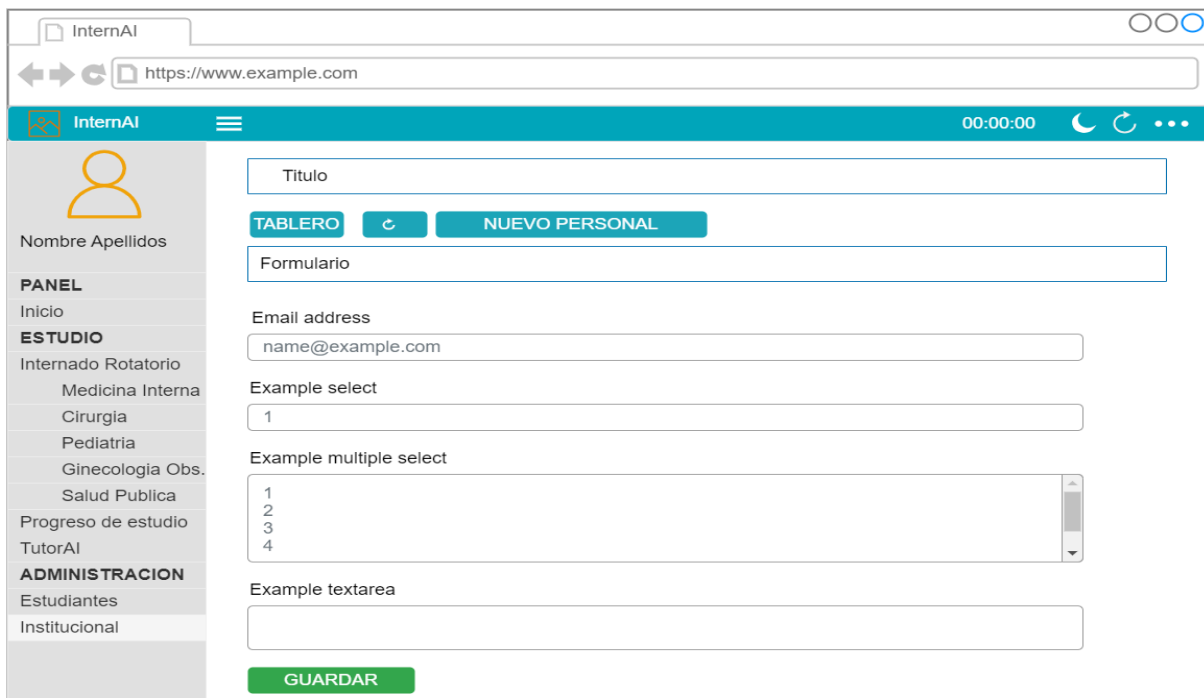 InternAI
https://www.example.com
InternAI
00:00:00
Nombre Apellidos
PANEL
Inicio
ESTUDIO
Internado Rotatorio
Medicina Interna
Cirurgia
Pediatria
Ginecologia Obs.
Salud Publica
Progreso de estudio
TutorAI
ADMINISTRACION
Estudiantes
Institucional
Titulo
TABLERO NUEVO PERSONAL
Formulario
Email address
name@example.com
Example select
1
Example multiple select
1
2
3
4
Example textarea
GUARDAR